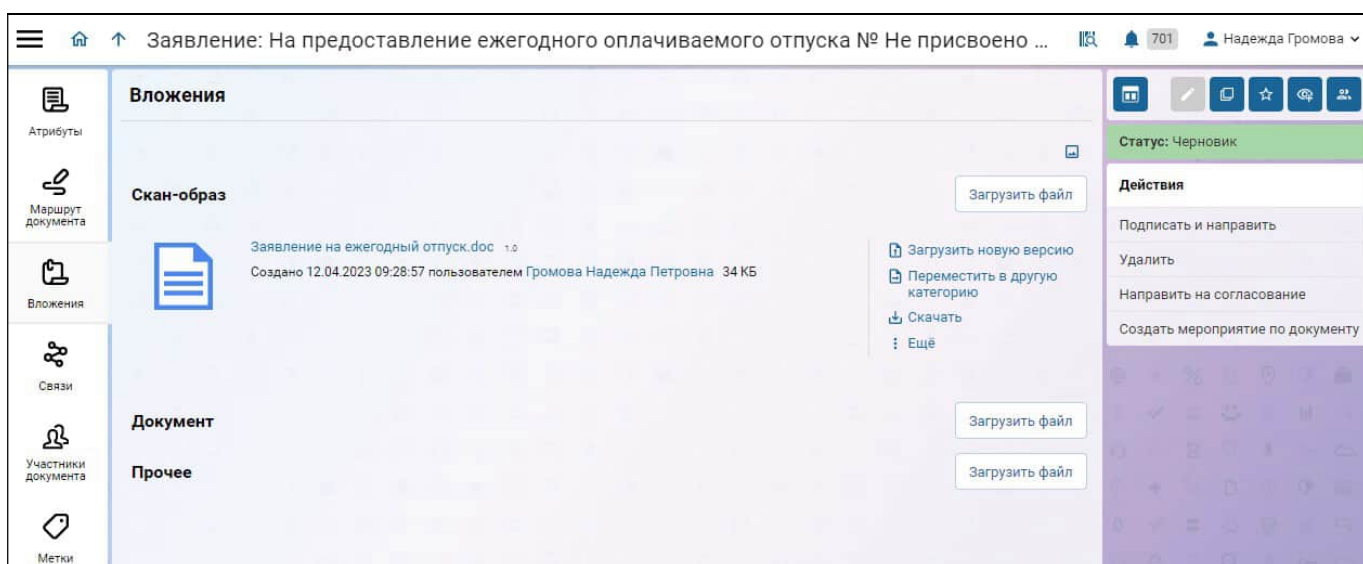 Заявление: На предоставление ежегодного оплачиваемого отпуска № Не присвоено ...
701
Надежда Громова
Атрибуты
Маршрут
документа
Вложения
Связи
Участники
документа
Метки
Вложения
Скан-образ
Загрузить файл
Заявление на ежегодный отпуск.doc 1.0
Создано 12.04.2023 09:28:57 пользователем Громова Надежда Петровна 34 КБ
Загрузить новую версию
Переместить в другую
категорию
Скачать
Ещё
Документ
Загрузить файл
Прочее
Загрузить файл
Статус: Черновик
Действия
Подписать и направить
Удалить
Направить на согласование
Создать мероприятие по документу